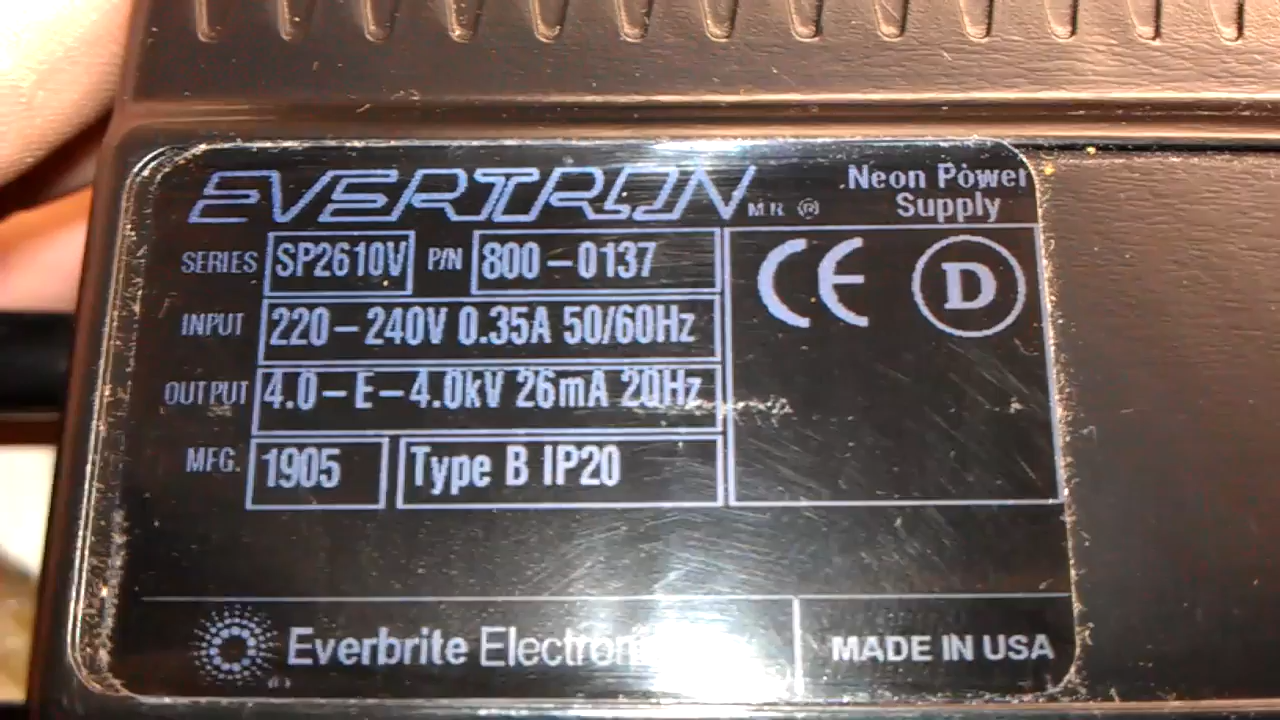 EVERTRON M.R. ®
Neon Power
Supply
SERIES SP2610V P/N 800-0137
INPUT 220-240V 0.35A 50/60Hz
OUTPUT 4.0-E-4.0kV 26mA 20Hz
MFG. 1905 Type B IP20
CE D
Everbrite
MADE IN USA